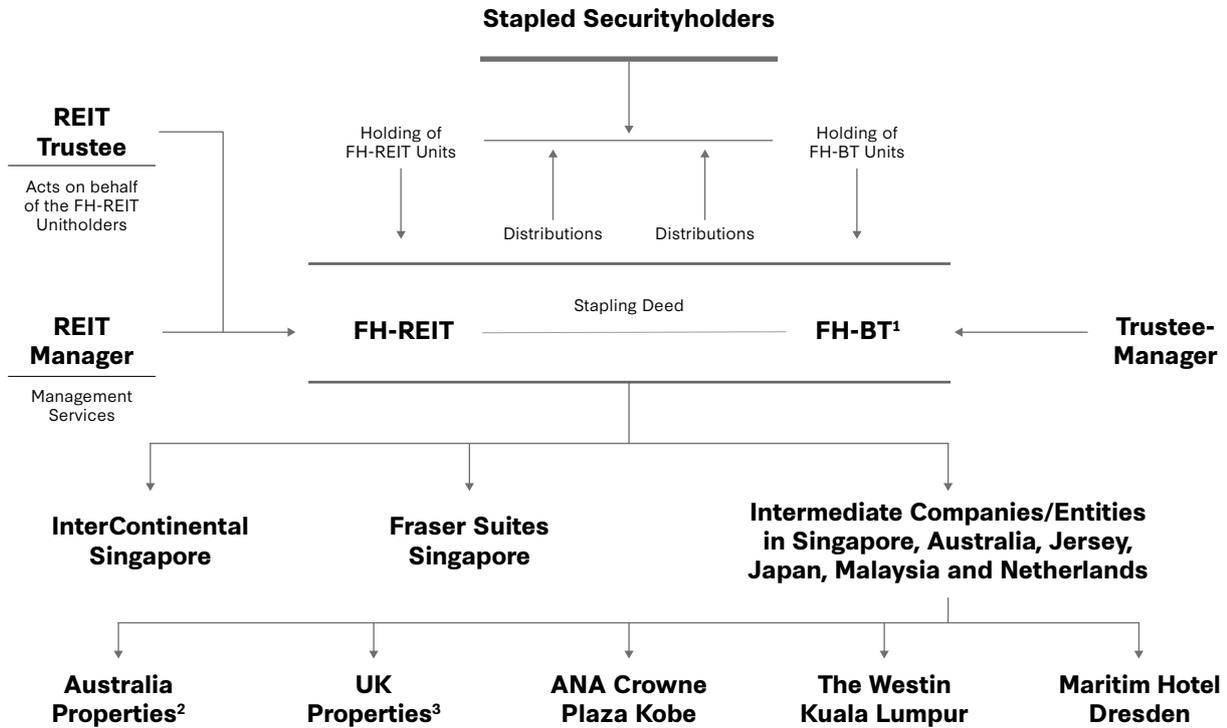 Stapled Securityholders
REIT
Trustee
Acts on behalf
of the FH-REIT
Unitholders
Holding of
FH-REIT Units
Holding of
FH-BT Units
Distributions
Distributions
REIT
Manager
Management
Services
Stapling Deed
FH-REIT
FH-BT¹
Trustee-
Manager
InterContinental
Singapore
Fraser Suites
Singapore
Intermediate Companies/Entities
in Singapore, Australia, Jersey,
Japan, Malaysia and Netherlands
Australia
Properties²
UK
Properties³
ANA Crowne
Plaza Kobe
The Westin
Kuala Lumpur
Maritim Hotel
Dresden